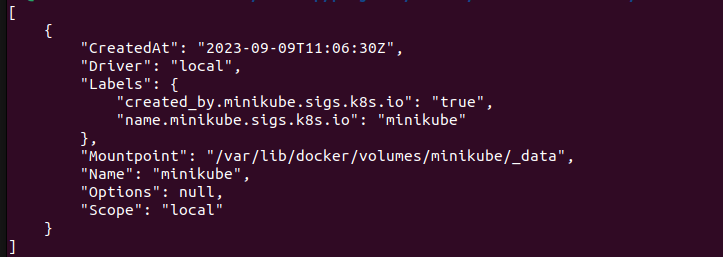 [
    {
        "CreatedAt": "2023-09-09T11:06:30Z",
        "Driver": "local",
        "Labels": {
            "created_by.minikube.sigs.k8s.io": "true",
            "name.minikube.sigs.k8s.io": "minikube"
        },
        "Mountpoint": "/var/lib/docker/volumes/minikube/_data",
        "Name": "minikube",
        "Options": null,
        "Scope": "local"
    }
]